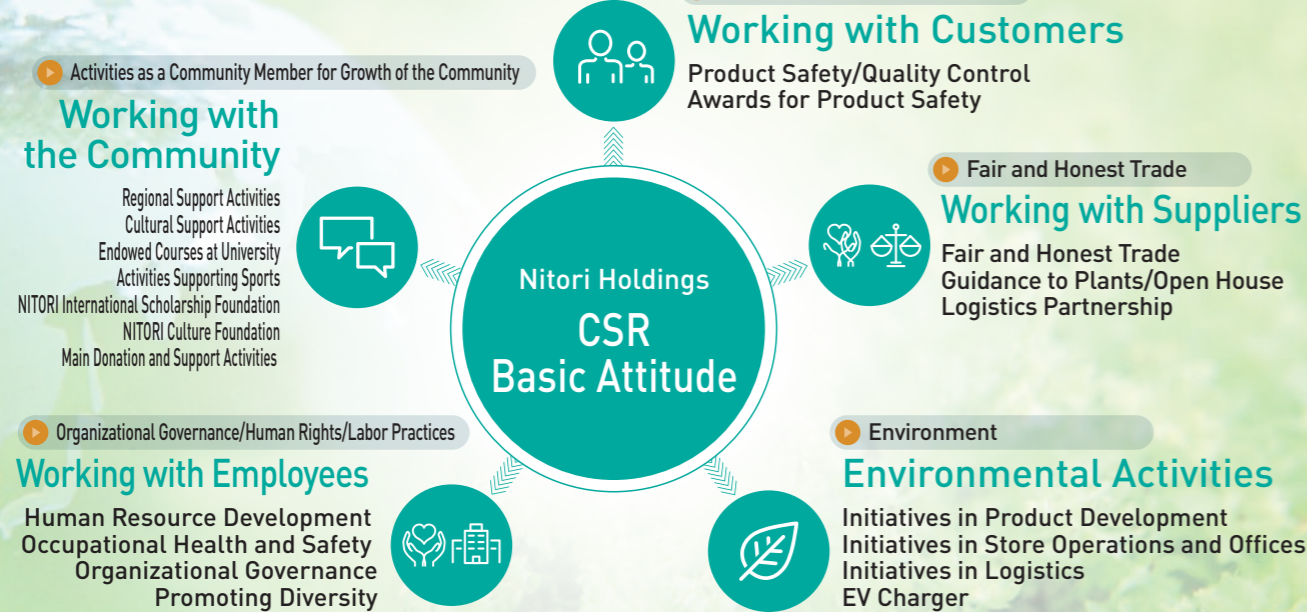 Working with Customers
Product Safety/Quality Control
Awards for Product Safety
Activities as a Community Member for Growth of the Community
Working with
the Community
Regional Support Activities
Cultural Support Activities
Endowed Courses at University
Activities Supporting Sports
NITORI International Scholarship Foundation
NITORI Culture Foundation
Main Donation and Support Activities
Fair and Honest Trade
Working with Suppliers
Fair and Honest Trade
Guidance to Plants/Open House
Logistics Partnership
Nitori Holdings
CSR
Basic Attitude
Organizational Governance/Human Rights/Labor Practices
Working with Employees
Human Resource Development
Occupational Health and Safety
Organizational Governance
Promoting Diversity
Environment
Environmental Activities
Initiatives in Product Development
Initiatives in Store Operations and Offices
Initiatives in Logistics
EV Charger